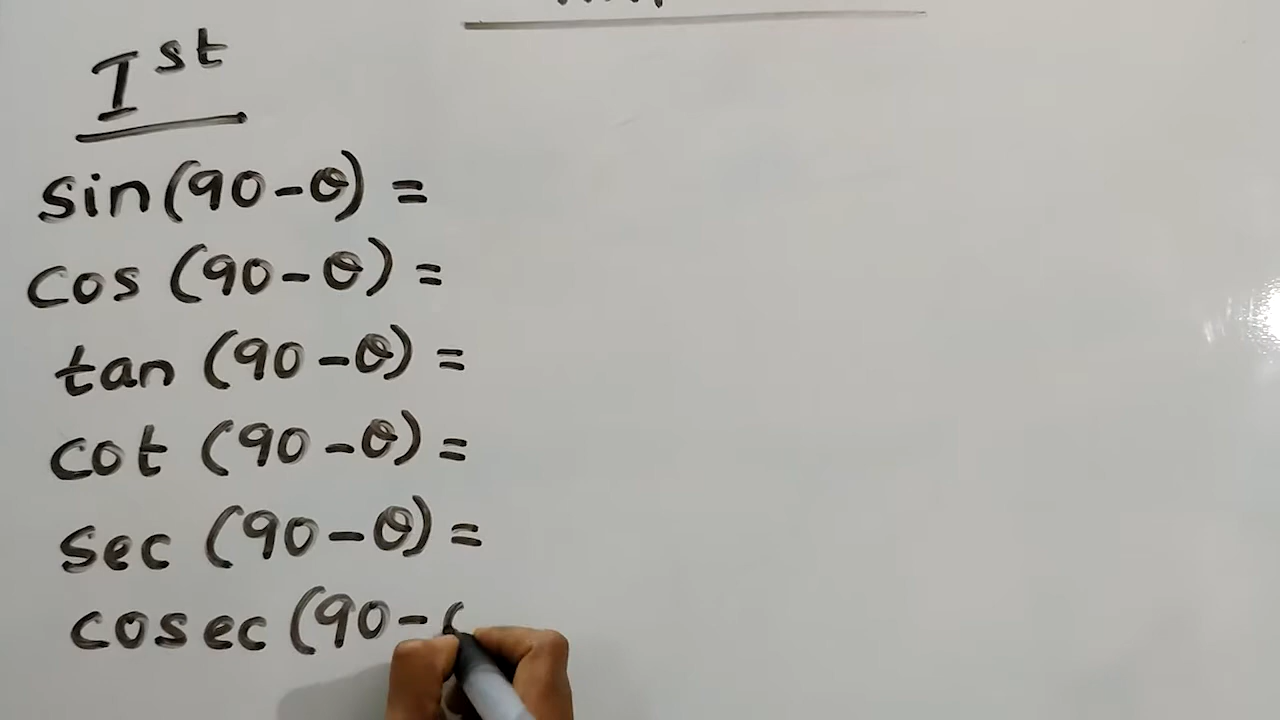 Ist
sin(90-θ) =
cos (90-θ) =
tan (90-θ) =
cot (90-θ) =
sec (90-θ) =
cosec (90-